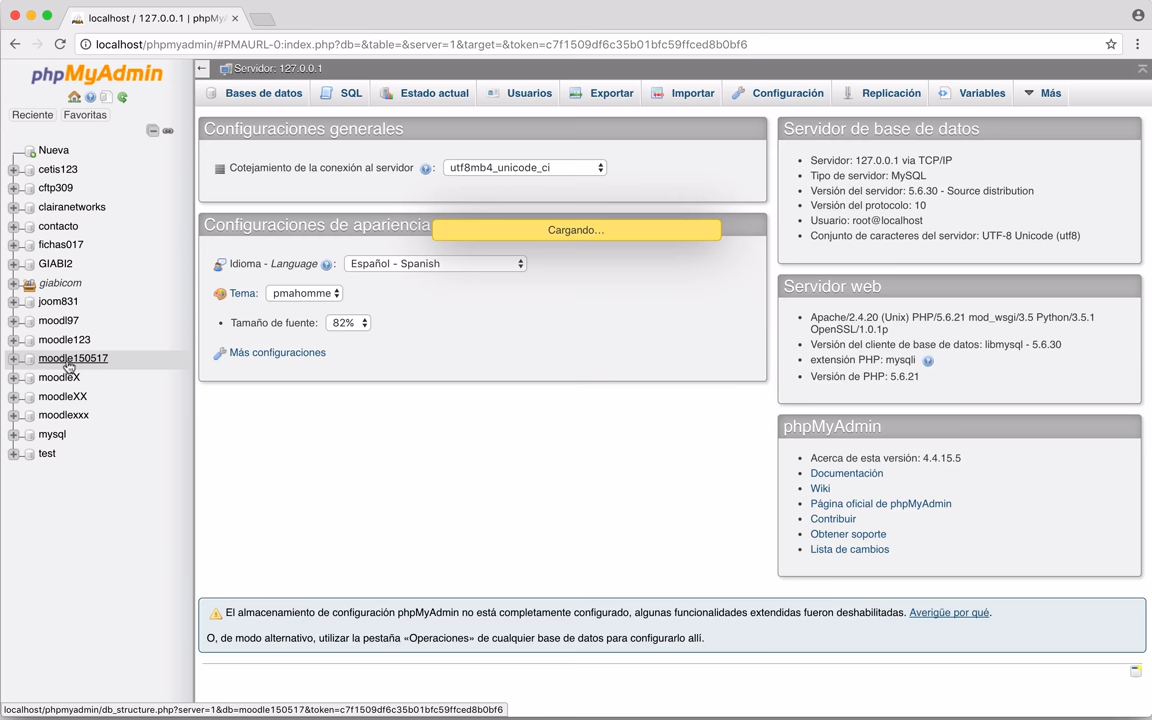 localhost / 127.0.0.1 | phpMy
localhost/phpmyadmin/#PMAURL-0:index.php?db=&table=&server=1&target=&token=c7f1509df6c35b01bfc59ffced8b0bf6
phpMyAdmin
Reciente
Favoritas
Nueva
cetis123
cftp309
clairanetworks
contacto
fichas017
GIABI2
giabicom
joom831
moodl97
moodle123
moodle150517
moodleX
moodleXX
moodlexxx
mysql
test
Servidor: 127.0.0.1
Bases de datos
SQL
Estado actual
Usuarios
Exportar
Importar
Configuración
Replicación
Variables
Más
Configuraciones generales
Cotejamiento de la conexión al servidor : utf8mb4_unicode_ci
Configuraciones de apariencia
Cargando…
Idioma - Language : Español - Spanish
Tema: pmahomme
• Tamaño de fuente: 82%
Más configuraciones
Servidor de base de datos
• Servidor: 127.0.0.1 via TCP/IP
• Tipo de servidor: MySQL
• Versión del servidor: 5.6.30 - Source distribution
• Versión del protocolo: 10
• Usuario: root@localhost
• Conjunto de caracteres del servidor: UTF-8 Unicode (utf8)
Servidor web
• Apache/2.4.20 (Unix) PHP/5.6.21 mod_wsgi/3.5 Python/3.5.1
OpenSSL/1.0.1p
• Versión del cliente de base de datos: libmysql - 5.6.30
• extensión PHP: mysqli
• Versión de PHP: 5.6.21
phpMyAdmin
• Acerca de esta versión: 4.4.15.5
• Documentación
• Wiki
• Página oficial de phpMyAdmin
• Contribuir
• Obtener soporte
• Lista de cambios
El almacenamiento de configuración phpMyAdmin no está completamente configurado, algunas funcionalidades extendidas fueron deshabilitadas. Averigüe por qué.
O, de modo alternativo, utilizar la pestaña «Operaciones» de cualquier base de datos para configurarlo allí.
localhost/phpmyadmin/db_structure.php?server=1&db=moodle150517&token=c7f1509df6c35b01bfc59ffced8b0bf6